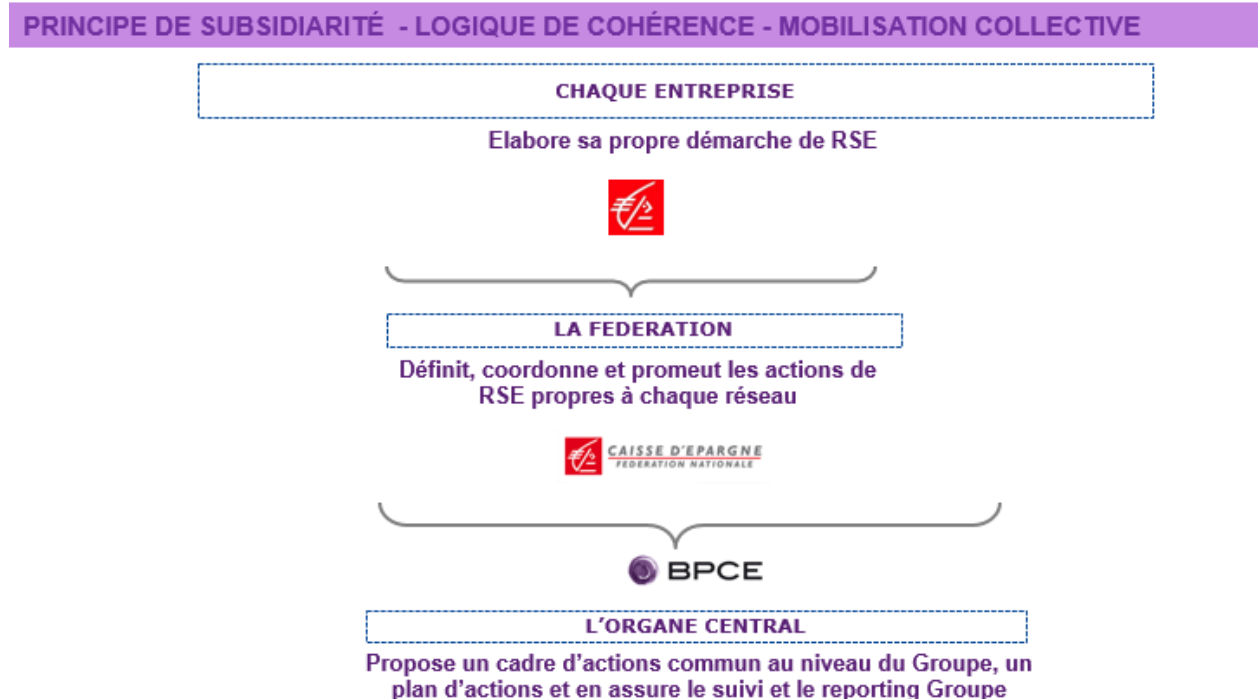 PRINCIPE DE SUBSIDIARITÉ - LOGIQUE DE COHÉRENCE - MOBILISATION COLLECTIVE
CHAQUE ENTREPRISE
Elabore sa propre démarche de RSE
LA FEDERATION
Définit, coordonne et promeut les actions de
RSE propres à chaque réseau
CAISSE D'EPARGNE
FEDERATION NATIONALE
BPCE
L'ORGANE CENTRAL
Propose un cadre d'actions commun au niveau du Groupe, un
plan d'actions et en assure le suivi et le reporting Groupe